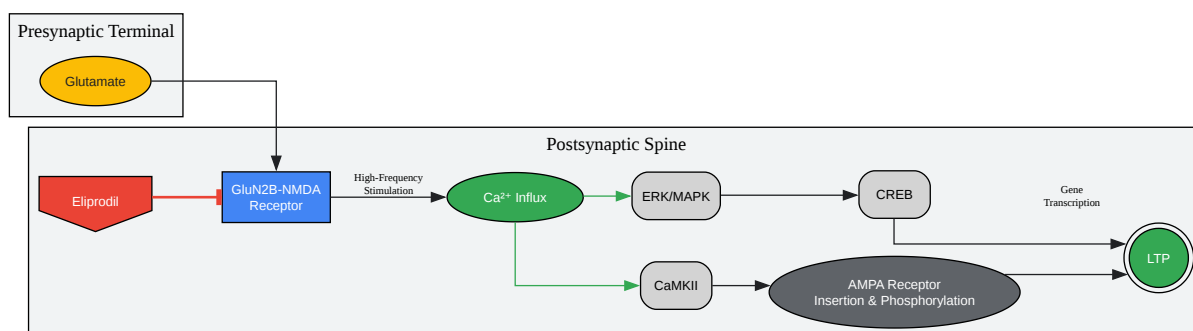 Presynaptic Terminal
Glutamate
Postsynaptic Spine
Eliprodil
GluN2B-NMDA
Receptor
High-Frequency
Stimulation
Ca²⁺ Influx
ERK/MAPK
CREB
Gene
Transcription
LTP
CaMKII
AMPA Receptor
Insertion & Phosphorylation